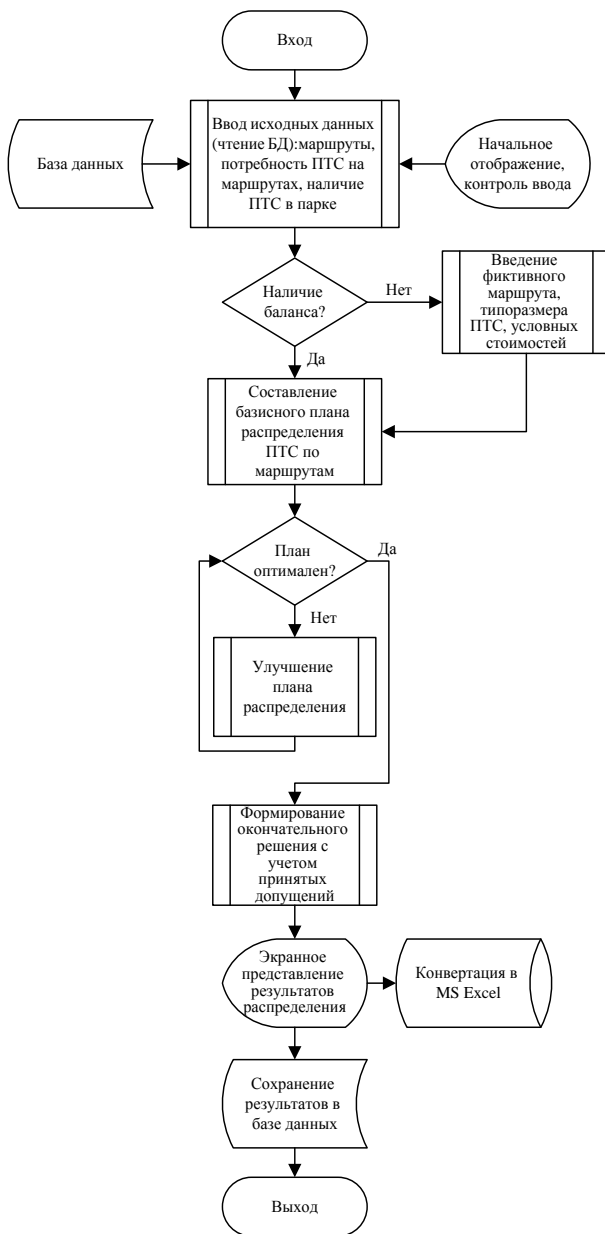 Вход
База данных
Ввод исходных данных
(чтение БД):маршруты,
потребность ПТС на
маршрутах, наличие
ПТС в парке
Начальное
отображение,
контроль ввода
Наличие
баланса?
Нет
Введение
фиктивного
маршрута,
типоразмера
ПТС, условных
стоимостей
Да
Составление
базисного плана
распределения
ПТС по
маршрутам
План
оптимален?
Да
Нет
Улучшение
плана
распределения
Формирование
окончательного
решения с
учетом
принятых
допущений
Экранное
представление
результатов
распределения
Конвертация в
MS Excel
Сохранение
результатов в
базе данных
Выход